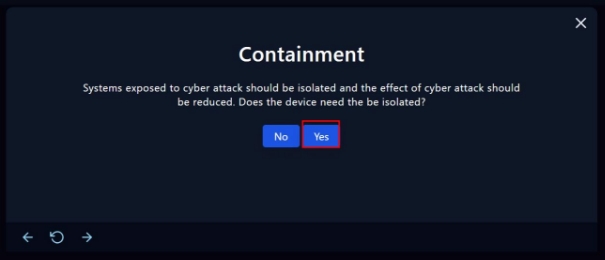 Containment
Systems exposed to cyber attack should be isolated and the effect of cyber attack should
be reduced. Does the device need the be isolated?
No Yes